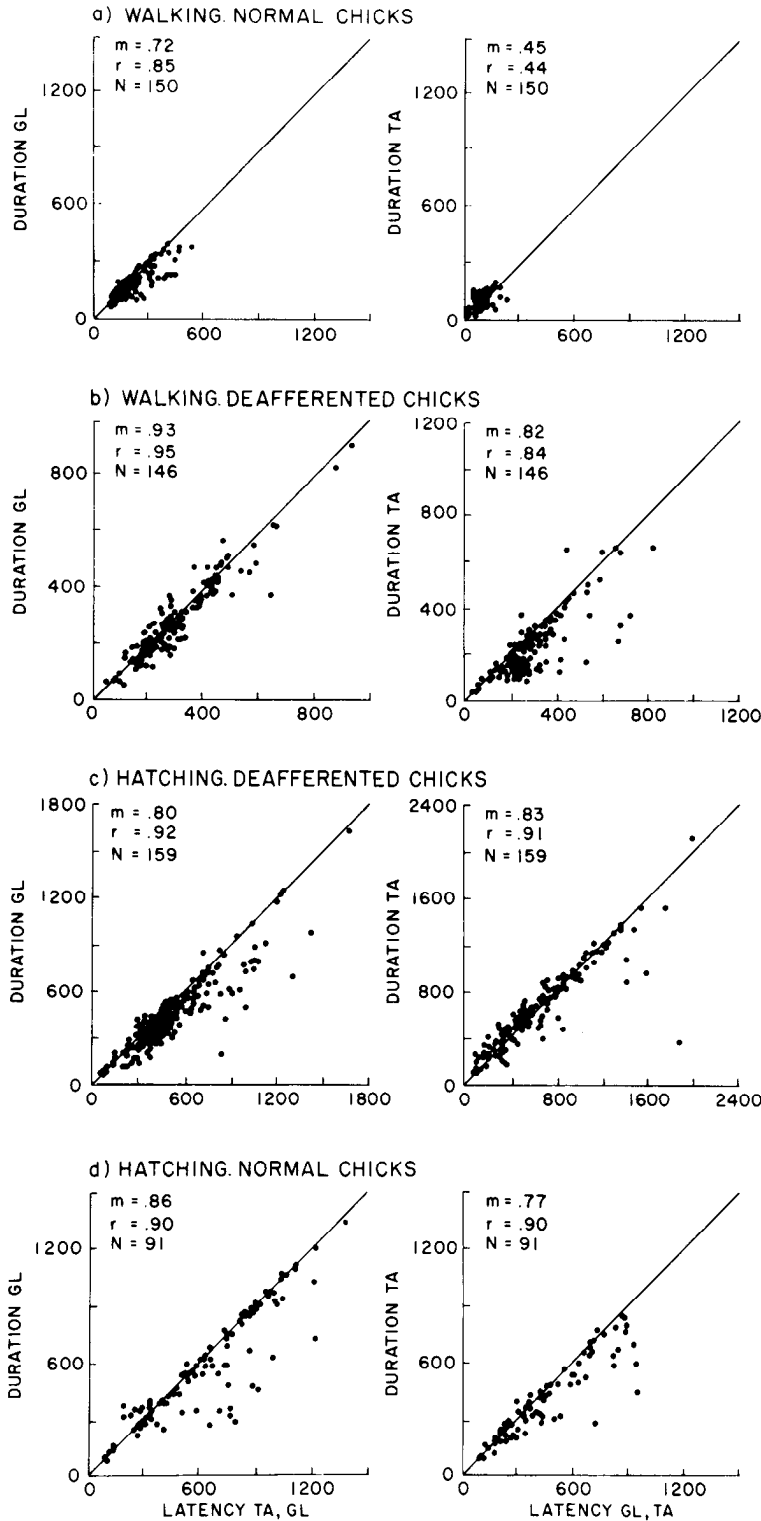 a) WALKING. NORMAL CHICKS
m = .72
r = .85
N = 150
DURATION GL
1200
600
0
0 600 1200
m = .45
r = .44
N = 150
DURATION TA
1200
600
0
0 600 1200
b) WALKING. DEAFFERENTED CHICKS
m = .93
r = .95
N = 146
DURATION GL
800
400
0
0 400 800
m = .82
r = .84
N = 146
DURATION TA
1200
800
400
0
0 400 800 1200
c) HATCHING. DEAFFERENTED CHICKS
m = .80
r = .92
N = 159
DURATION GL
1800
1200
600
0
0 600 1200 1800
m = .83
r = .91
N = 159
DURATION TA
2400
1600
800
0
0 800 1600 2400
d) HATCHING. NORMAL CHICKS
m = .86
r = .90
N = 91
DURATION GL
1200
600
0
0 600 1200
LATENCY TA, GL
m = .77
r = .90
N = 91
DURATION TA
1200
600
0
0 600 1200
LATENCY GL, TA